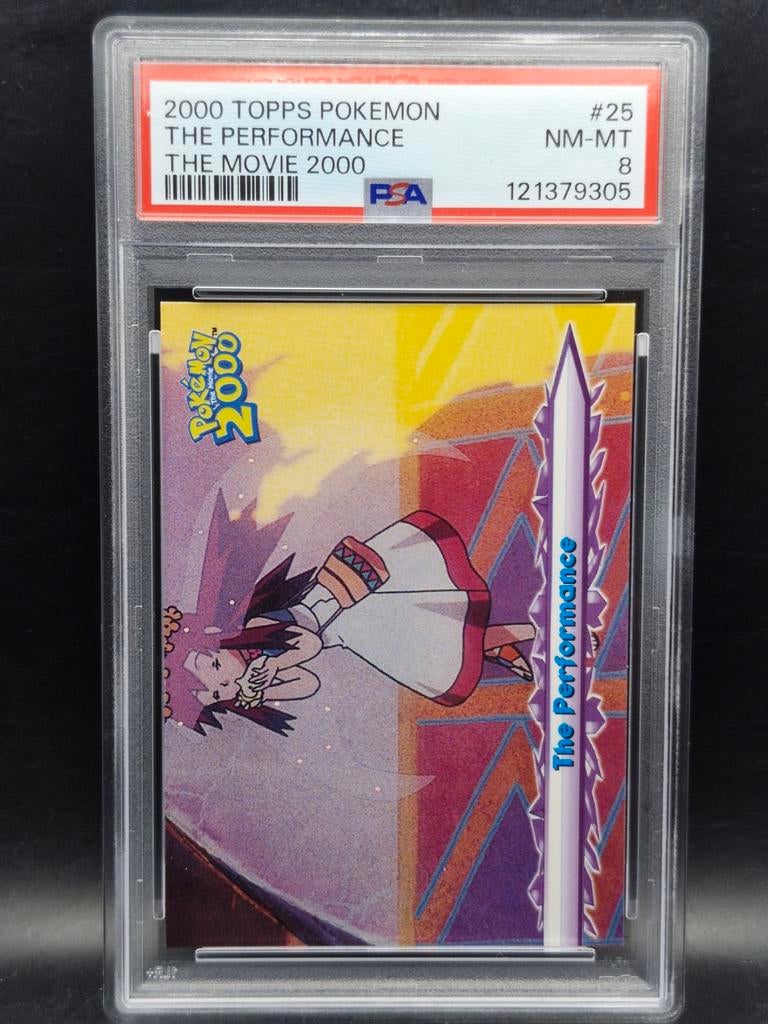 2000 TOPPS POKEMON #25
THE PERFORMANCE NM-MT
THE MOVIE 2000 8
PSA 121379305
POKéMON™
The Movie
2000
The Performance